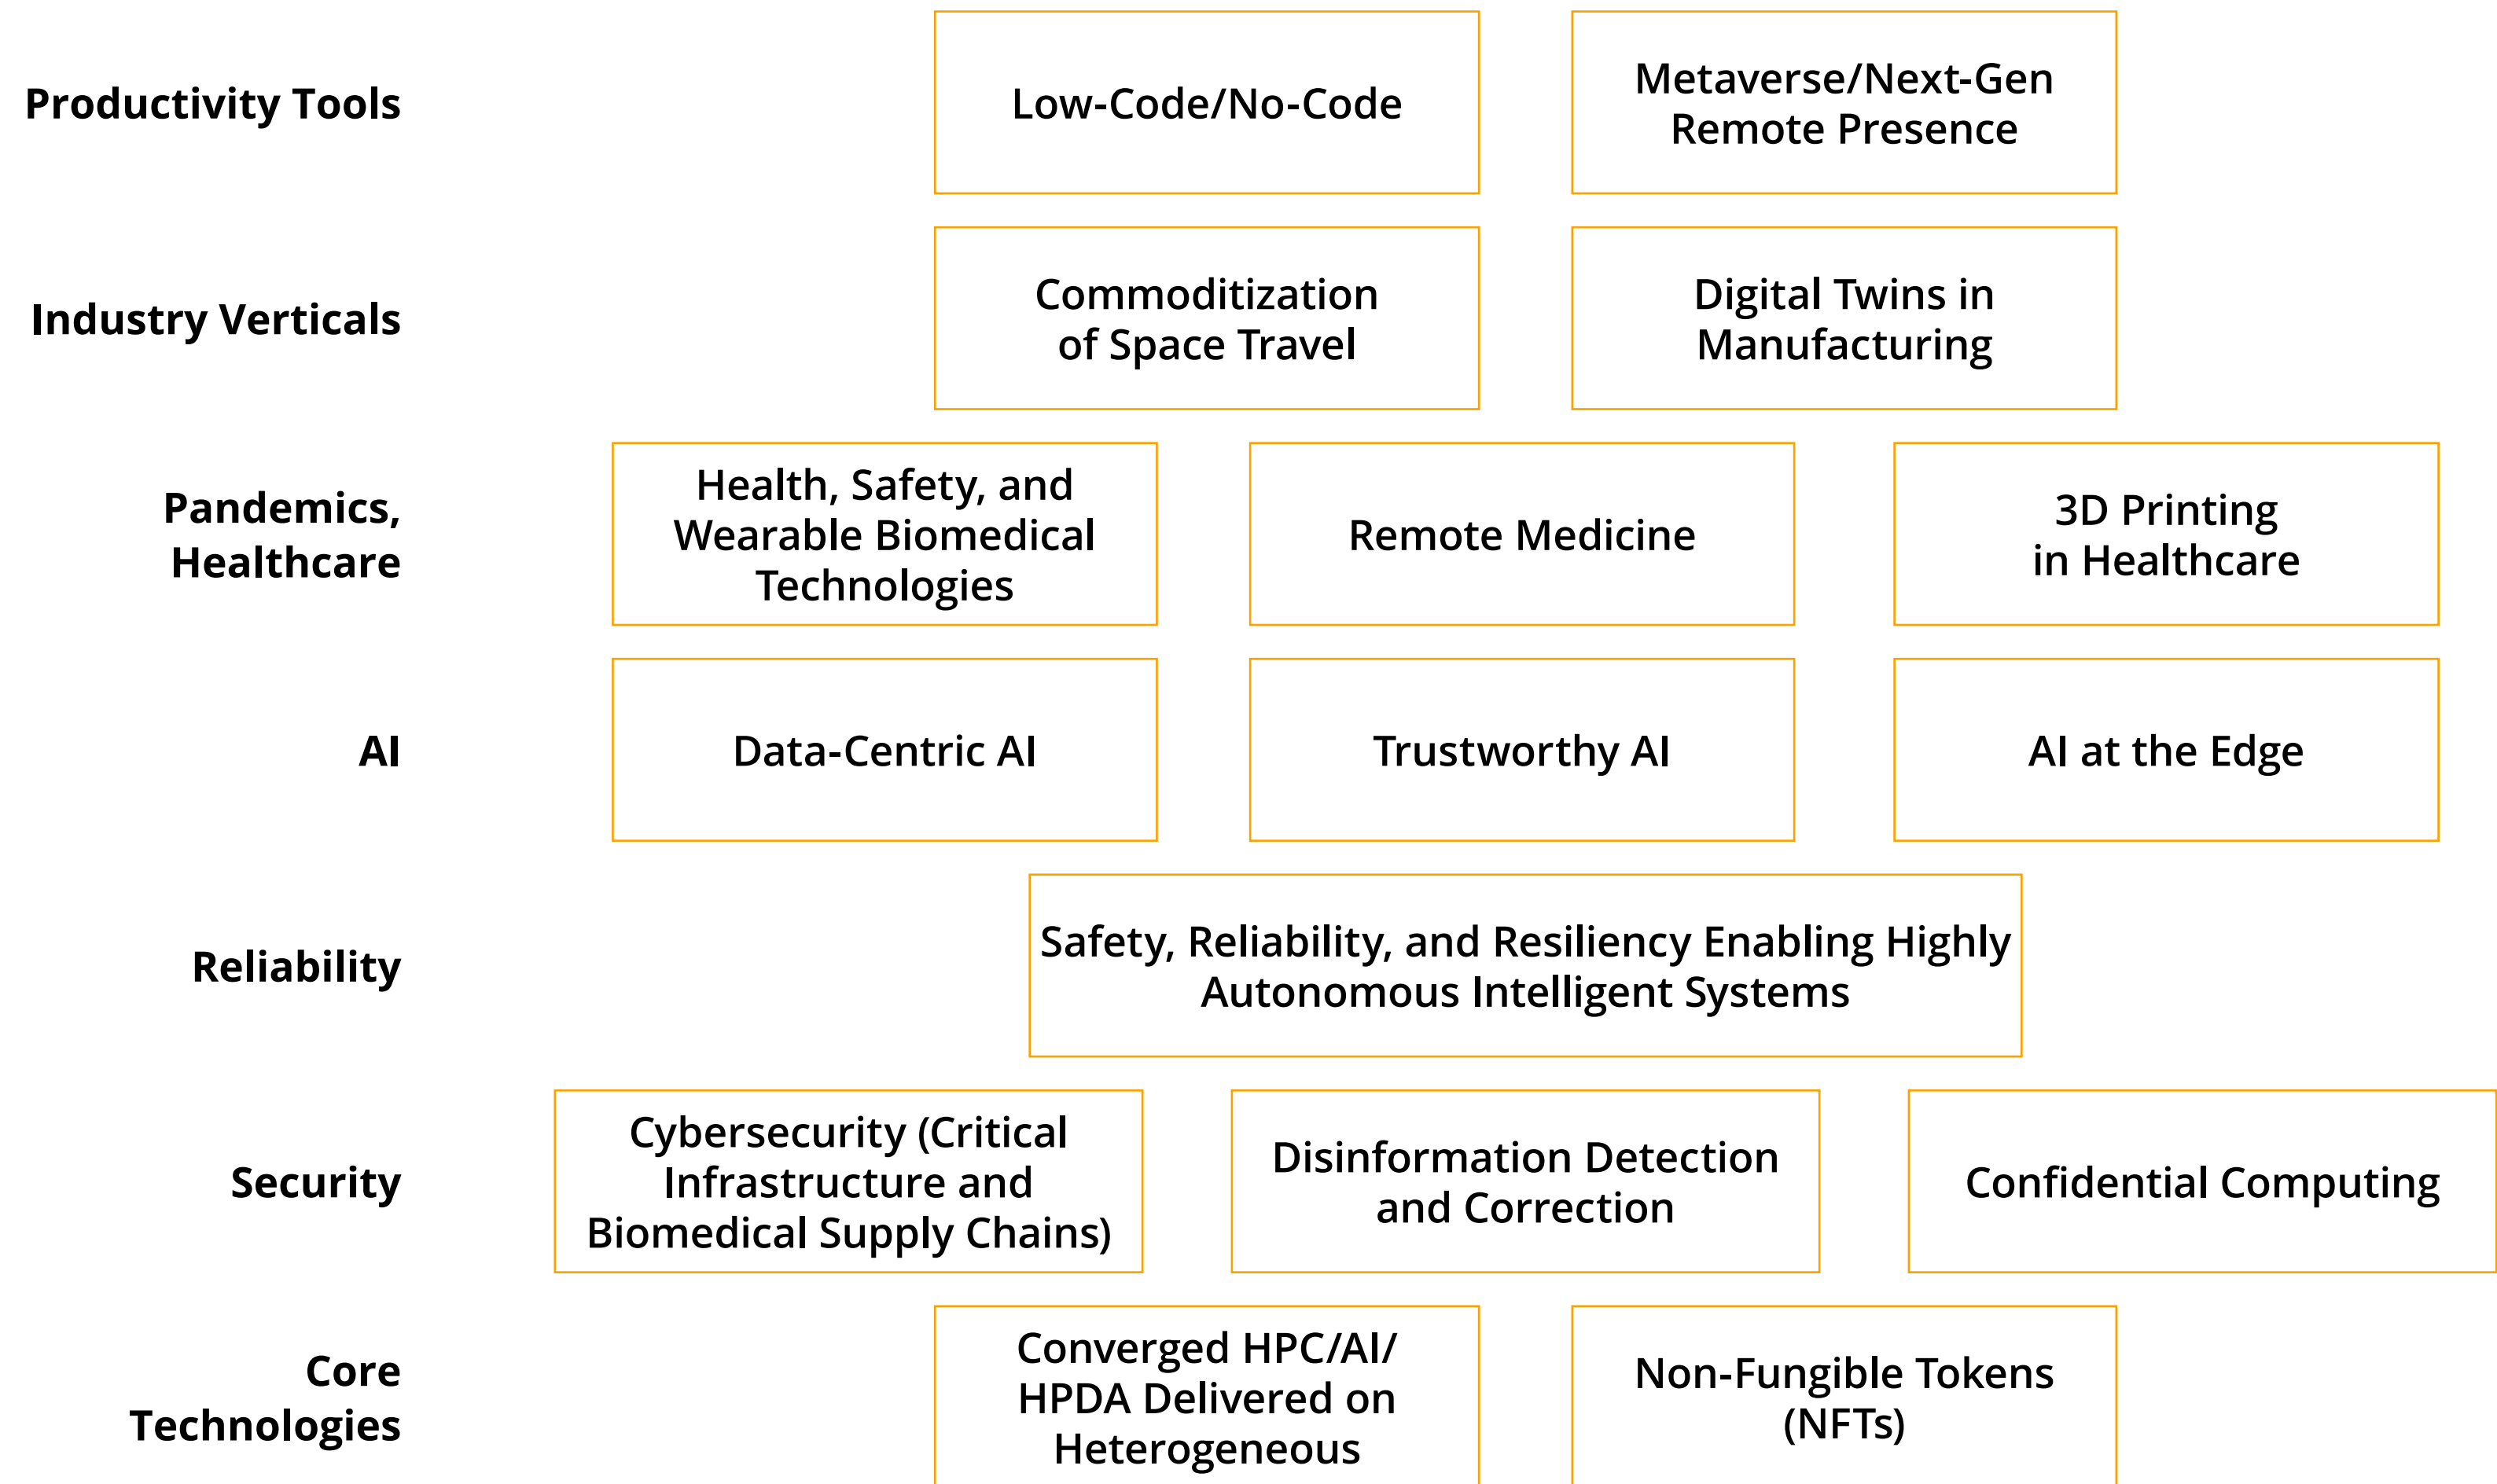 Productivity Tools
Low-Code/No-Code
Metaverse/Next-Gen
Remote Presence
Industry Verticals
Commoditization
of Space Travel
Digital Twins in
Manufacturing
Pandemics,
Healthcare
Health, Safety, and
Wearable Biomedical
Technologies
Remote Medicine
3D Printing
in Healthcare
AI
Data-Centric AI
Trustworthy AI
AI at the Edge
Reliability
Safety, Reliability, and Resiliency Enabling Highly
Autonomous Intelligent Systems
Security
Cybersecurity (Critical
Infrastructure and
Biomedical Supply Chains)
Disinformation Detection
and Correction
Confidential Computing
Core
Technologies
Converged HPC/AI/
HPDA Delivered on
Heterogeneous
Non-Fungible Tokens
(NFTs)